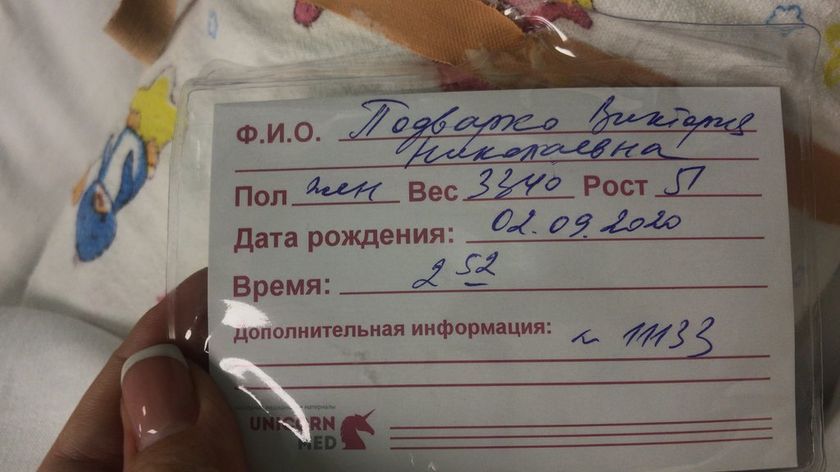 Ф.И.О. Подварко Виктория
Николаевна
Пол жен Вес 3340 Рост 51
Дата рождения: 02.09.2020
Время: 2 52
Дополнительная информация: 11133
UNICORN
MED